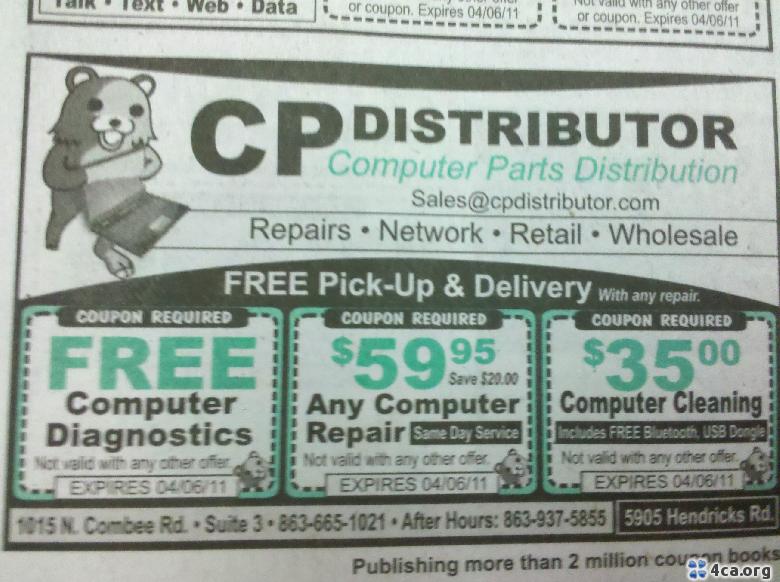 Talk • Text • Web • Data
or coupon. Expires 04/06/11
Not valid with any other offer
or coupon. Expires 04/06/11
CP DISTRIBUTOR
Computer Parts Distribution
Sales@cpdistributor.com
Repairs • Network • Retail • Wholesale
FREE Pick-Up & Delivery With any repair.
COUPON REQUIRED
FREE
Computer
Diagnostics
Not valid with any other offer.
EXPIRES 04/06/11
COUPON REQUIRED
$59.95
Save $20.00
Any Computer
Repair Same Day Service
Not valid with any other offer.
EXPIRES 04/06/11
COUPON REQUIRED
$35.00
Computer Cleaning
Includes FREE Bluetooth, USB Dongle
Not valid with any other offer.
EXPIRES 04/06/11
1015 N. Combee Rd. • Suite 3 • 863-665-1021 • After Hours: 863-937-5855
5905 Hendricks Rd.
Publishing more than 2 million coupon books
4ca.org